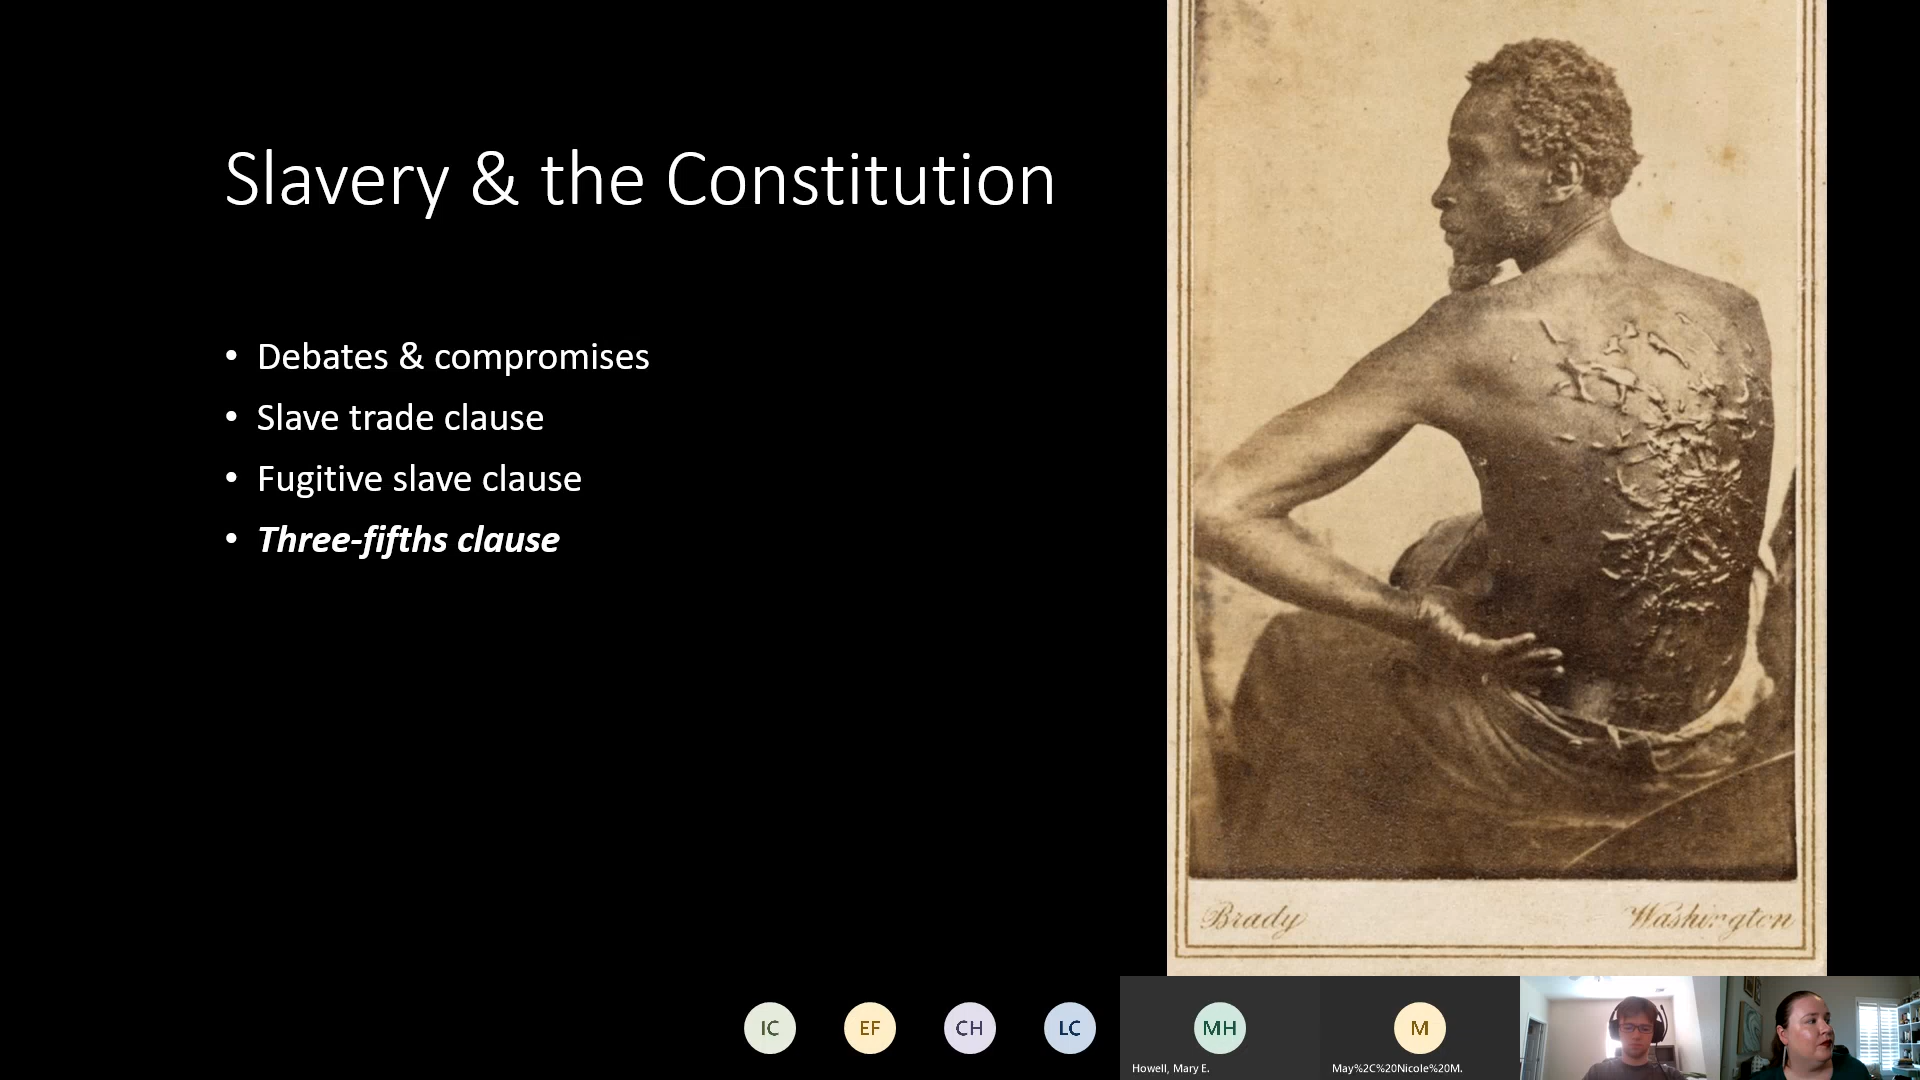 Slavery & the Constitution
• Debates & compromises
• Slave trade clause
• Fugitive slave clause
• Three-fifths clause
Brady Washington
IC EF CH LC MH M
Howell, Mary E. May%2C%20Nicole%20M.